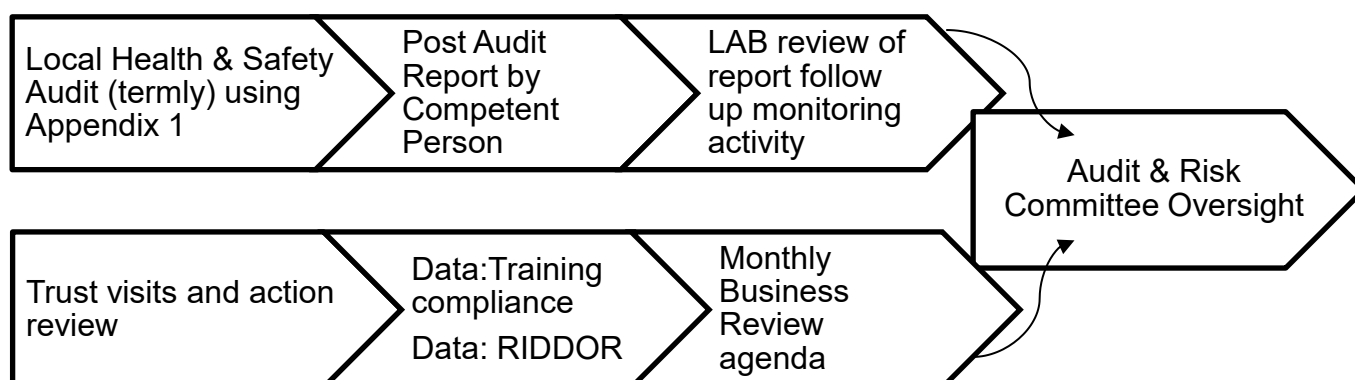 Local Health & Safety
Audit (termly) using
Appendix 1
Post Audit
Report by
Competent
Person
LAB review of
report follow
up monitoring
activity
Audit & Risk
Committee Oversight
Trust visits and action
review
Data:Training
compliance
Data: RIDDOR
Monthly
Business
Review
agenda